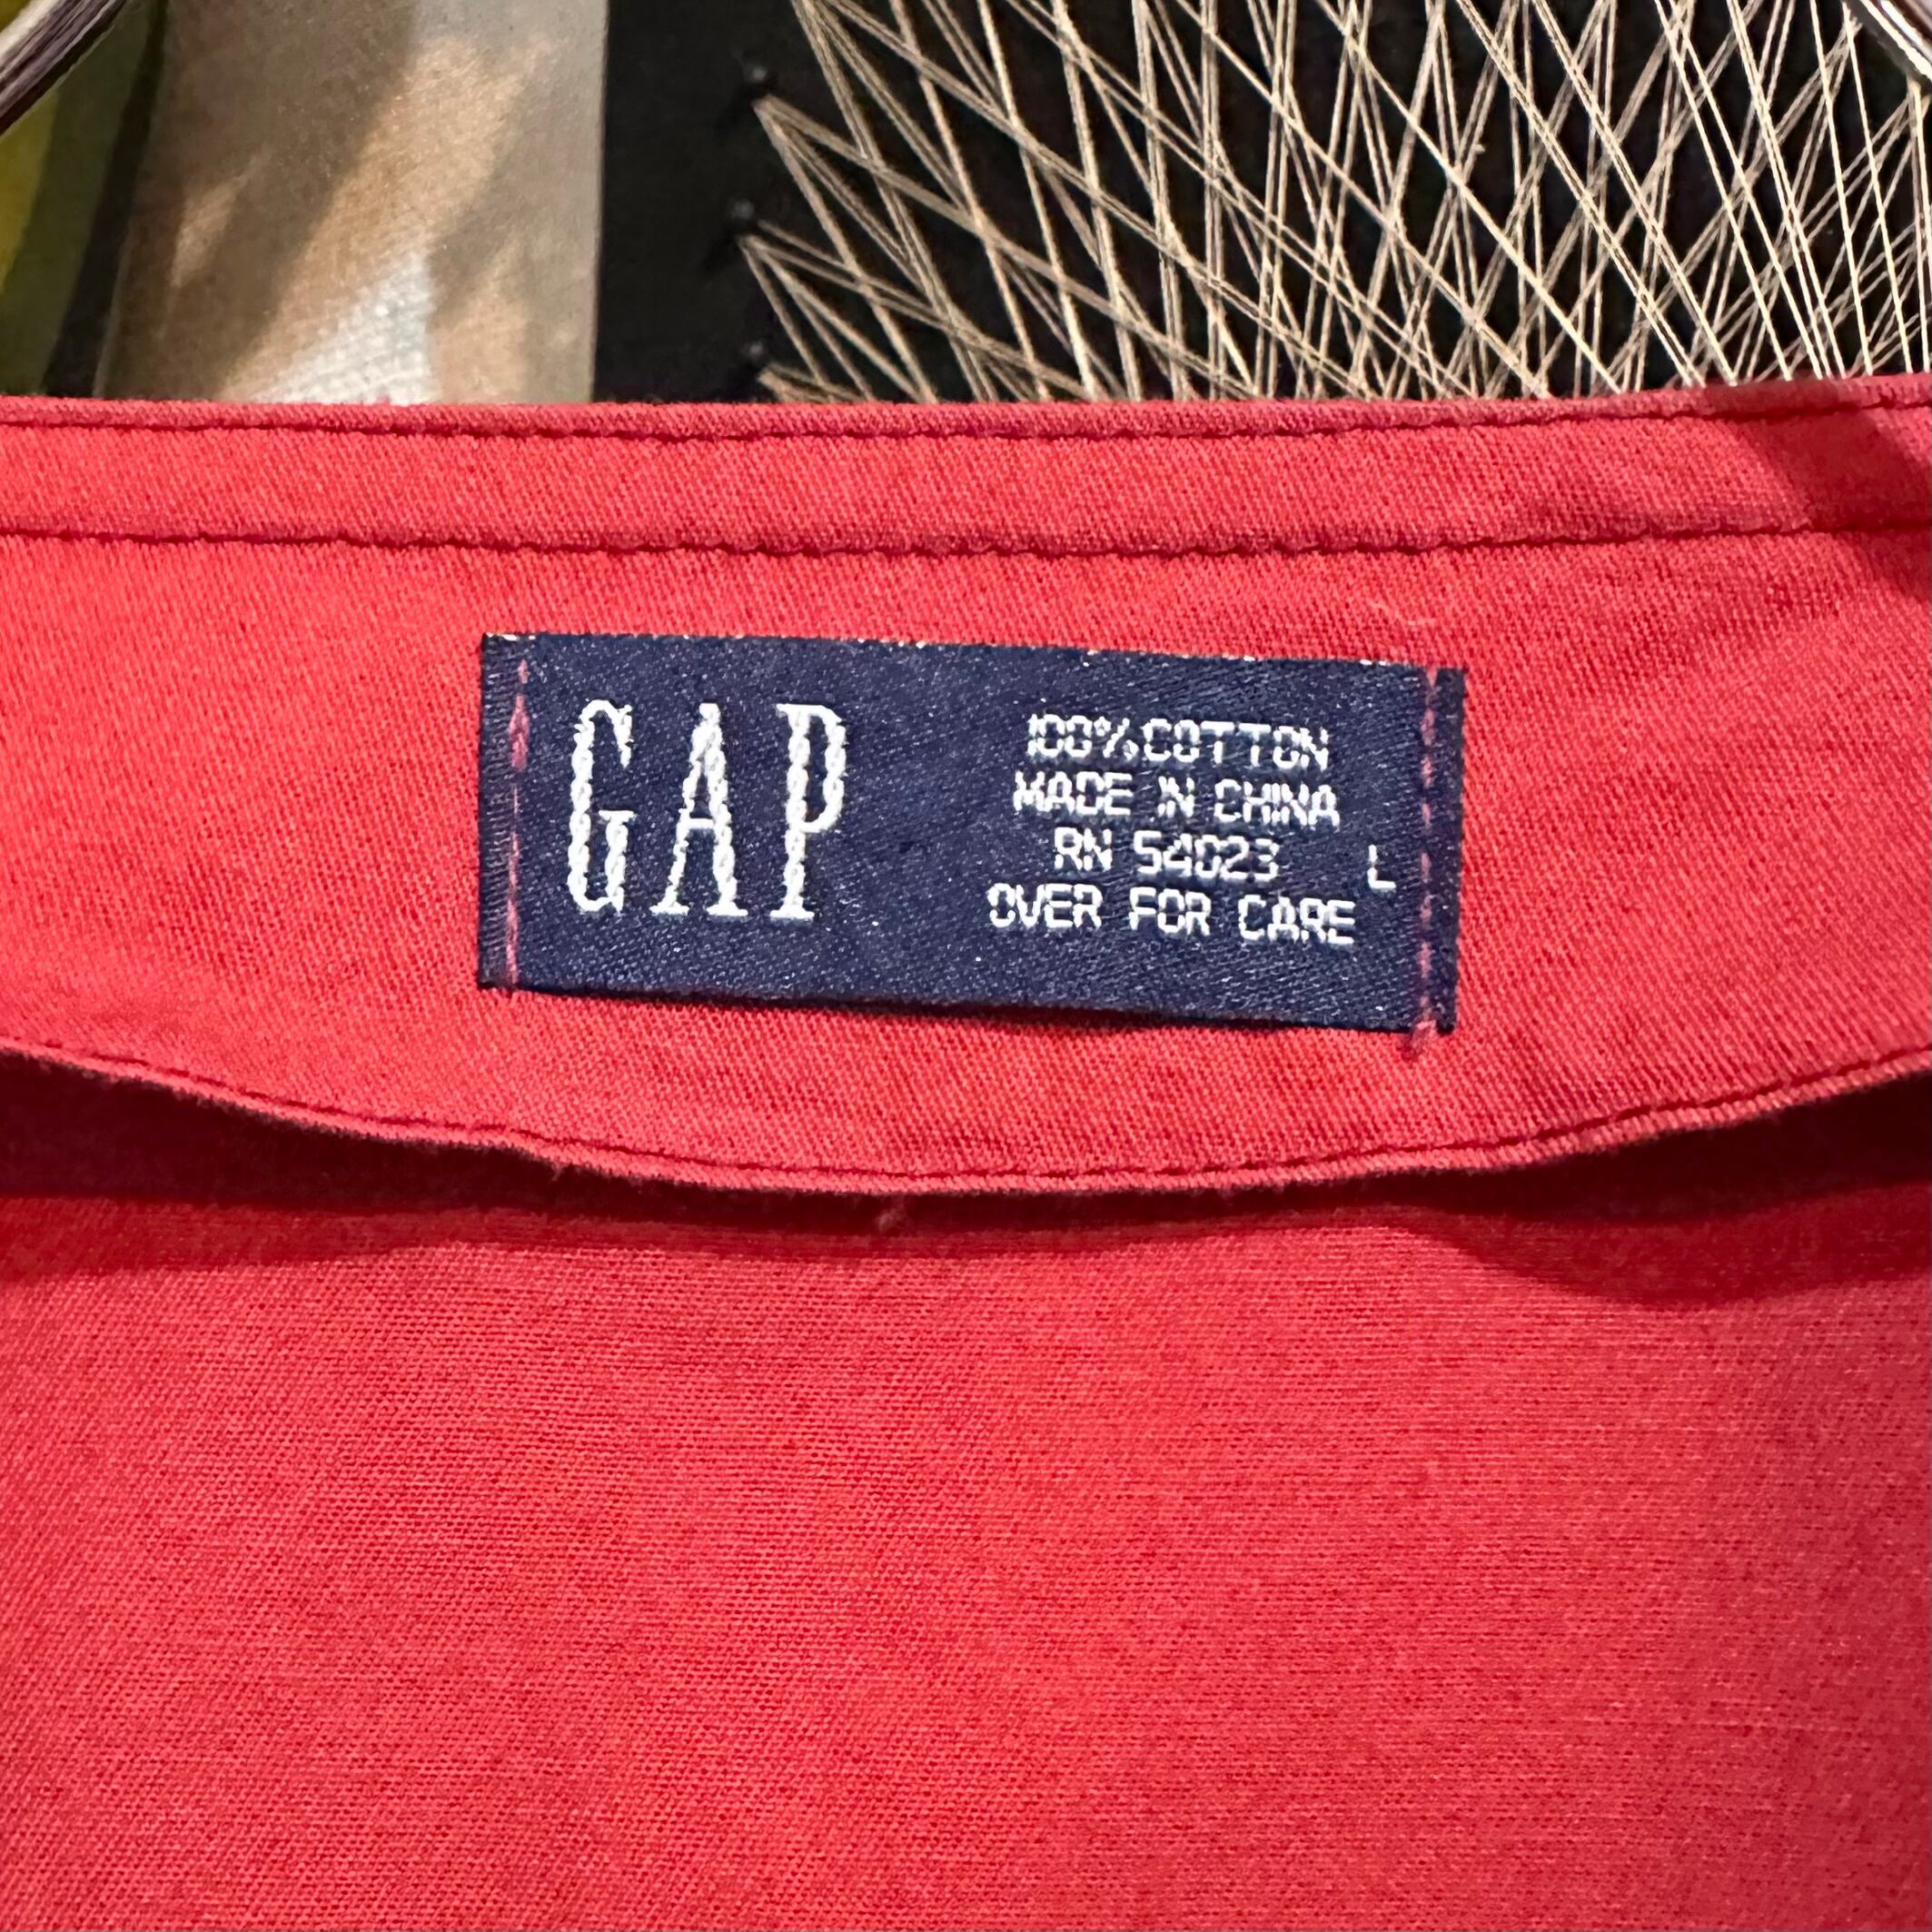 GAP
100% COTTON
MADE IN CHINA
RN 54023
L
OVER FOR CARE